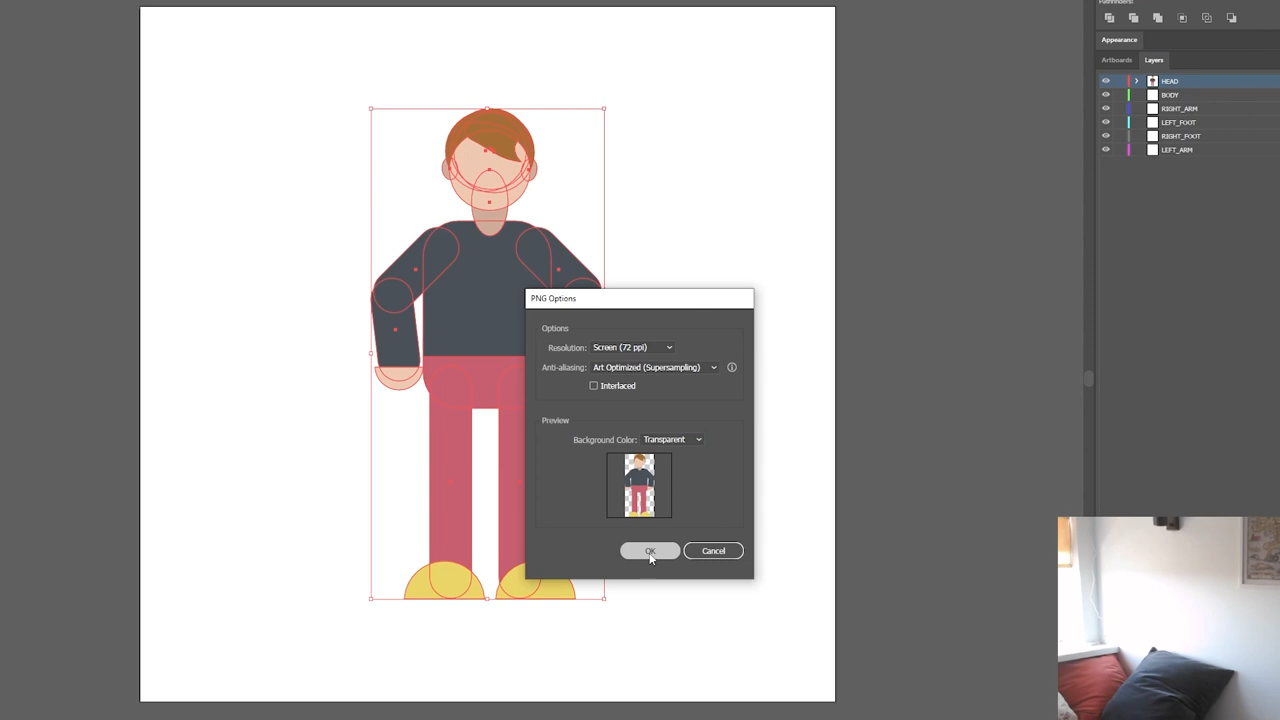 Pathfinders:
Appearance
Artboards Layers
HEAD
BODY
RIGHT_ARM
LEFT_FOOT
RIGHT_FOOT
LEFT_ARM
PNG Options
Options
Resolution: Screen (72 ppi)
Anti-aliasing: Art Optimized (Supersampling)
Interlaced
Preview
Background Color: Transparent
OK Cancel